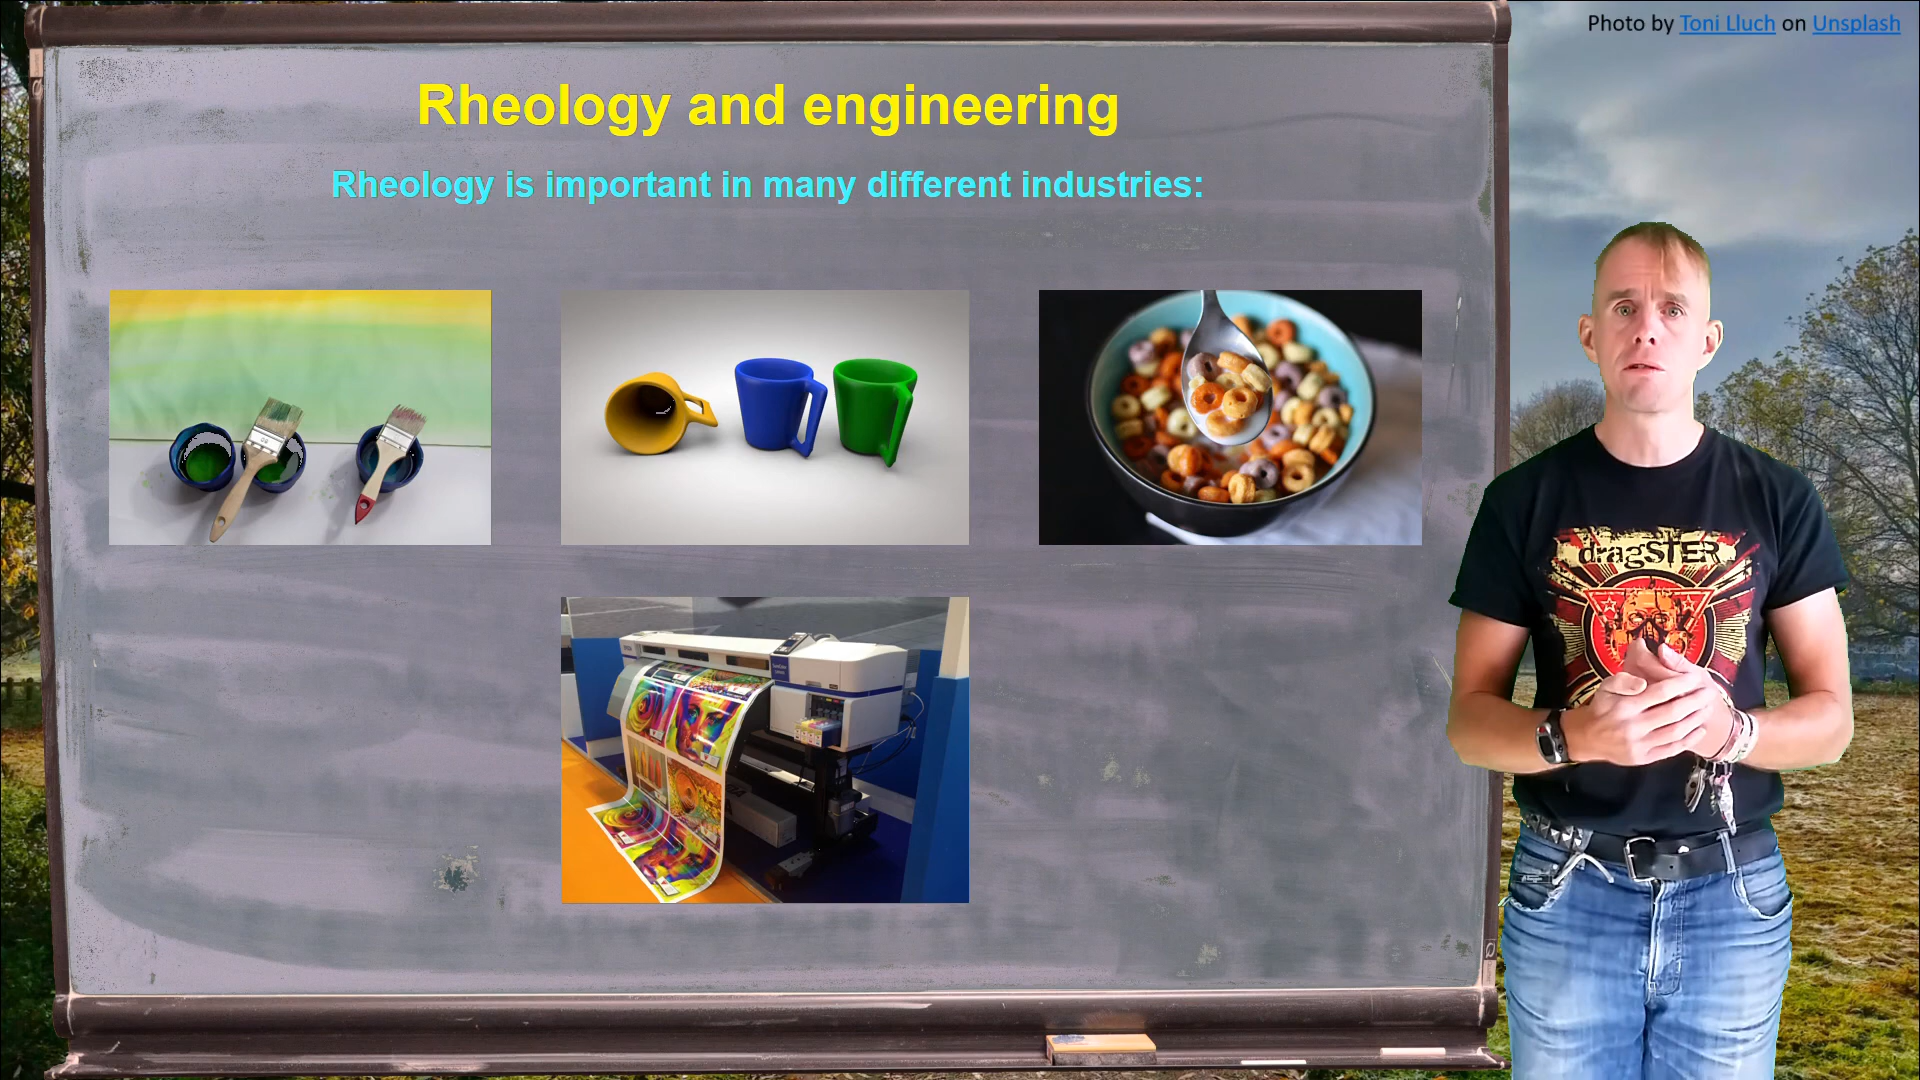 Photo by Toni Lluch on Unsplash
Rheology and engineering
Rheology is important in many different industries:
dragSTER